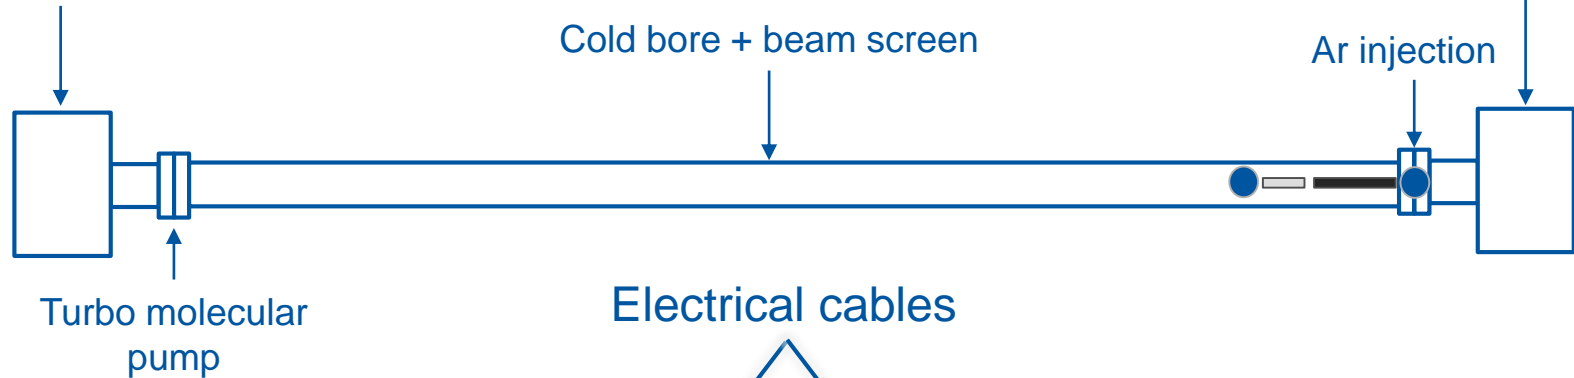 Cold bore + beam screen
Ar injection
Turbo molecular
pump
Electrical cables